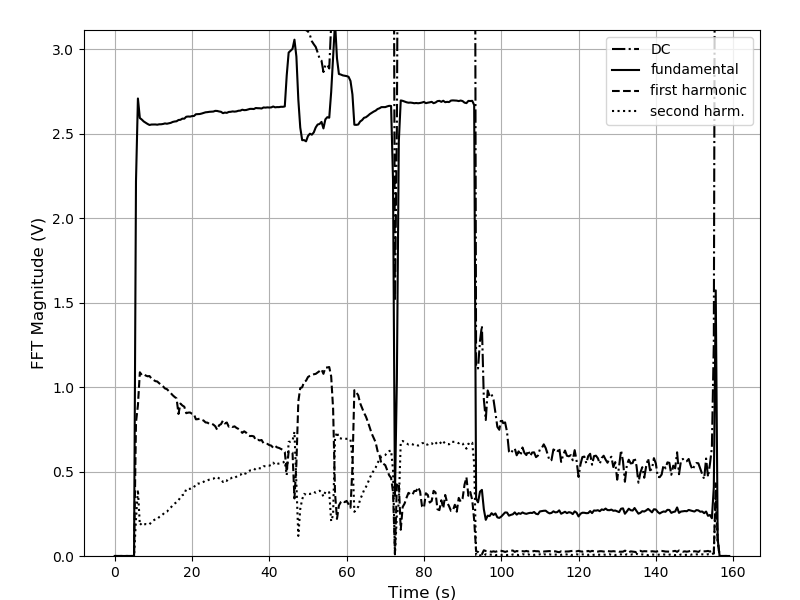 3.0
2.5
2.0
1.5
1.0
0.5
0.0
FFT Magnitude (V)
DC
fundamental
first harmonic
second harm.
0 20 40 60 80 100 120 140 160
Time (s)